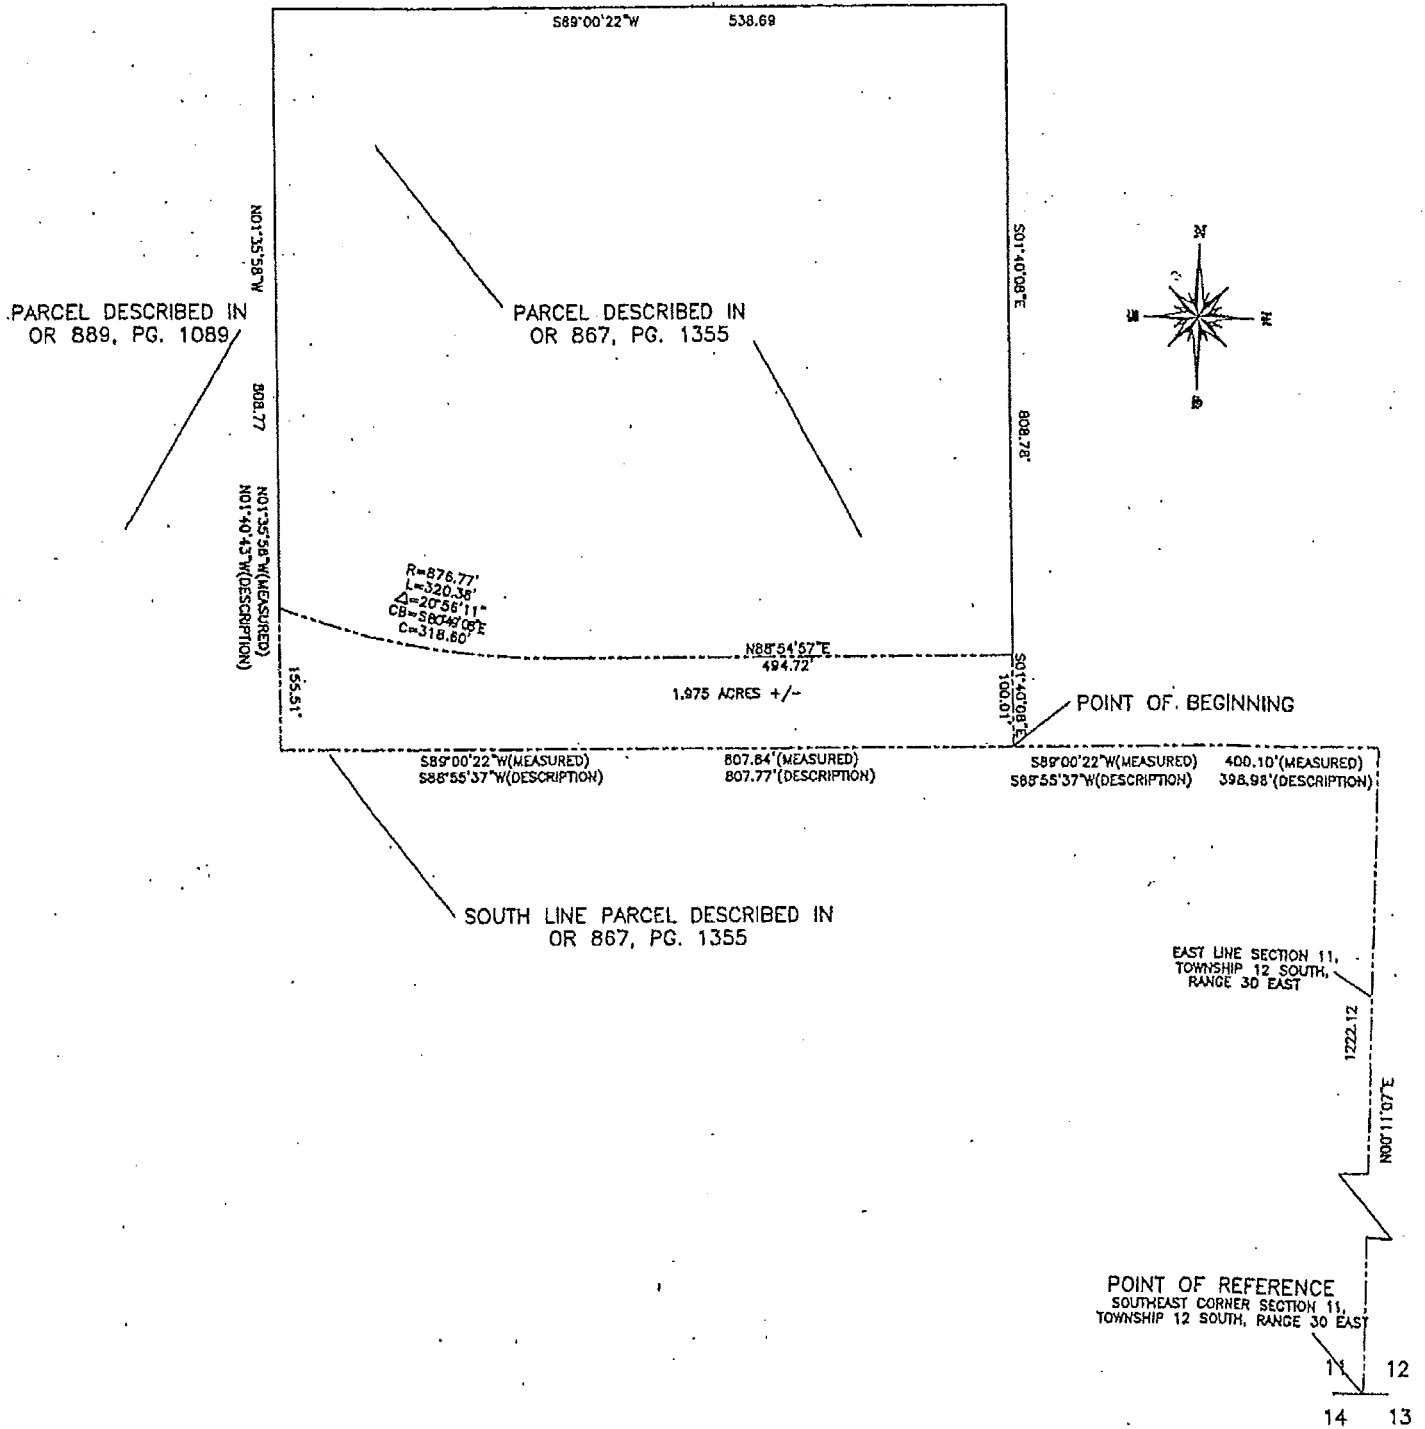 S89°00'22"W 538.69
N01°35'58"W
S01°40'08"E
PARCEL DESCRIBED IN
OR 889, PG. 1089
PARCEL DESCRIBED IN
OR 867, PG. 1355
N
808.77
808.78'
N01°35'58"W(MEASURED)
N01°40'43"W(DESCRIPTION)
R=876.77'
L=320.38'
Δ=20°56'11"
C=318.60'
N88°54'57"E
494.72'
155.51'
1.975 ACRES +/-
S01°40'08"E
100.01'
POINT OF BEGINNING
S89°00'22"W(MEASURED) 807.84'(MEASURED) S89°00'22"W(MEASURED) 400.10'(MEASURED)
S88°55'37"W(DESCRIPTION) 807.77'(DESCRIPTION) S88°55'37"W(DESCRIPTION) 398.98'(DESCRIPTION)
SOUTH LINE PARCEL DESCRIBED IN
OR 867, PG. 1355
EAST LINE SECTION 11,
TOWNSHIP 12 SOUTH,
RANGE 30 EAST
1222.12
N00°11'07"E
POINT OF REFERENCE
SOUTHEAST CORNER SECTION 11,
TOWNSHIP 12 SOUTH, RANGE 30 EAST
11 12
14 13